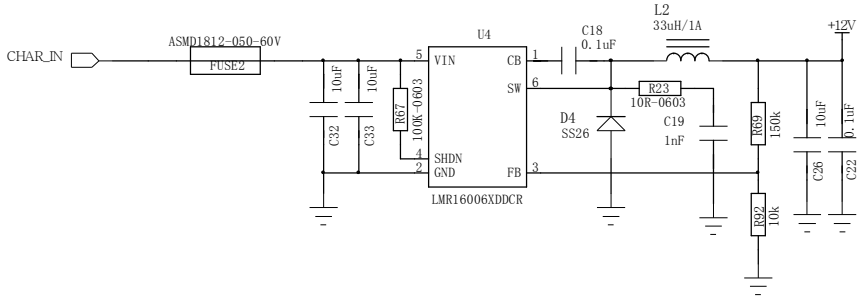 L2
33uH/1A
C18
0.1uF
+12V
U4
ASMD1812-050-60V
FUSE2
CHAR_IN
5
VIN
CB
1
SW
6
R23
10R-0603
10uF
10uF
C32
C33
R67
100K-0603
D4
SS26
C19
1nF
R69
150k
10uF
C26
0.1uF
C22
4
SHDN
2
GND
FB
3
LMR16006XDDCR
R92
10k